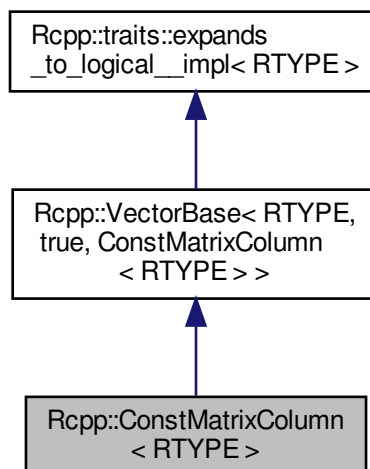 Rcpp::traits::expands
_to_logical__impl< RTYPE >
Rcpp::VectorBase< RTYPE,
true, ConstMatrixColumn
< RTYPE > >
Rcpp::ConstMatrixColumn
< RTYPE >